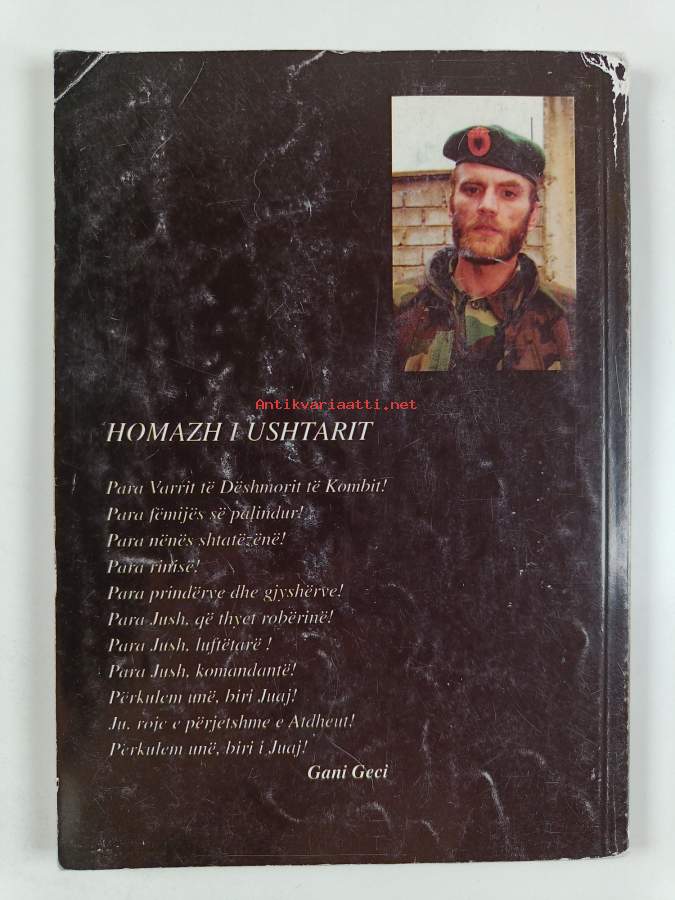 Antikvariaatti.net
HOMAZH I USHTARIT
Para Varrit të Dëshmorit të Kombit!
Para fëmijës së palindur!
Para nënës shtatëzënë!
Para rinisë!
Para prindërve dhe gjyshërve!
Para Jush, që thyet robërinë!
Para Jush, luftëtarë !
Para Jush, komandantë!
Përkulem unë, biri Juaj!
Ju, roje e përjetshme e Atdheut!
Përkulem unë, biri i Juaj!
Gani Geci